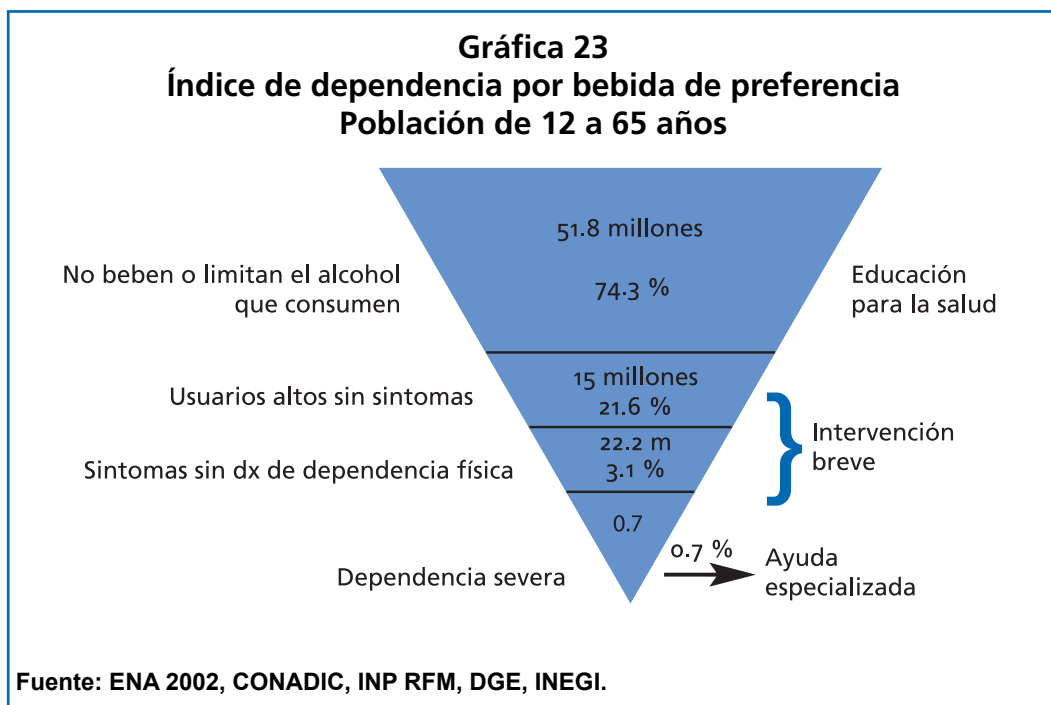 Gráfica 23
Índice de dependencia por bebida de preferencia
Población de 12 a 65 años
51.8 millones
No beben o limitan el alcohol
que consumen
74.3 %
Educación
para la salud
Usuarios altos sin sintomas
15 millones
21.6 %
Sintomas sin dx de dependencia física
22.2 m
3.1 %
Intervención
breve
0.7
Dependencia severa
0.7 %
Ayuda
especializada
Fuente: ENA 2002, CONADIC, INP RFM, DGE, INEGI.